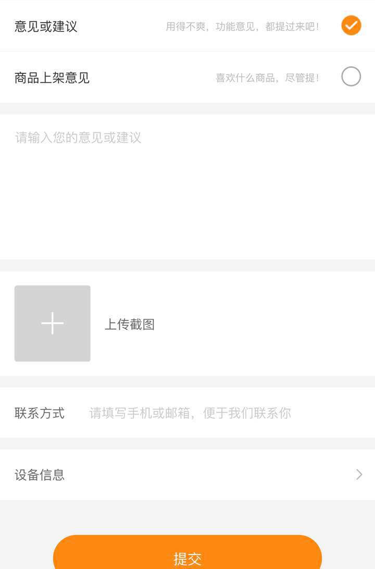 意见或建议 用得不爽，功能意见，都提过来吧！
商品上架意见 喜欢什么商品，尽管提！
请输入您的意见或建议
上传截图
联系方式 请填写手机或邮箱，便于我们联系你
设备信息
提交